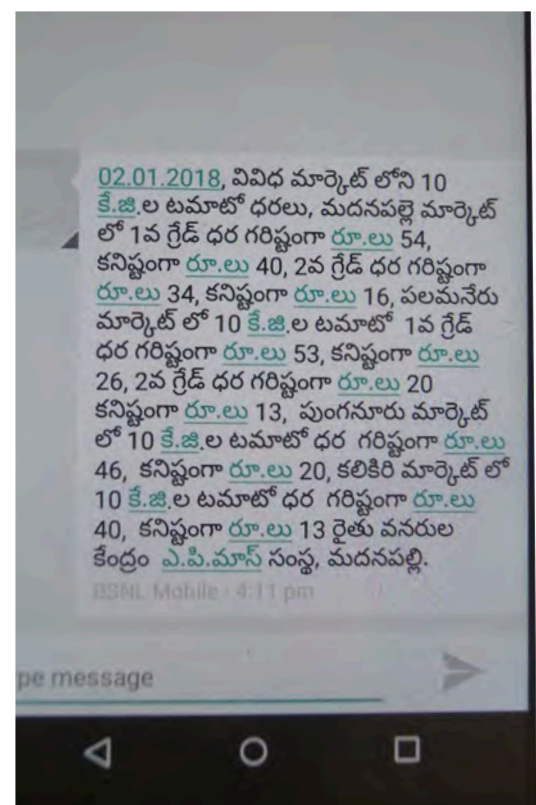 02.01.2018, వివిధ మార్కెట్ లోని 10
కే.జి.ల టమాటో ధరలు, మదనపల్లె మార్కెట్
లో 1వ గ్రేడ్ ధర గరిష్టంగా రూ.లు 54,
కనిష్టంగా రూ.లు 40, 2వ గ్రేడ్ ధర గరిష్టంగా
రూ.లు 34, కనిష్టంగా రూ.లు 16, పలమనేరు
మార్కెట్ లో 10 కే.జి.ల టమాటో 1వ గ్రేడ్
ధర గరిష్టంగా రూ.లు 53, కనిష్టంగా రూ.లు
26, 2వ గ్రేడ్ ధర గరిష్టంగా రూ.లు 20
కనిష్టంగా రూ.లు 13, పుంగనూరు మార్కెట్
లో 10 కే.జి.ల టమాటో ధర గరిష్టంగా రూ.లు
46, కనిష్టంగా రూ.లు 20, కలికిరి మార్కెట్ లో
10 కే.జి.ల టమాటో ధర గరిష్టంగా రూ.లు
40, కనిష్టంగా రూ.లు 13 రైతు వనరుల
కేంద్రం ఎ.పి.మాస్ సంస్థ, మదనపల్లి.
BSNL Mobile · 4:11 pm
pe message